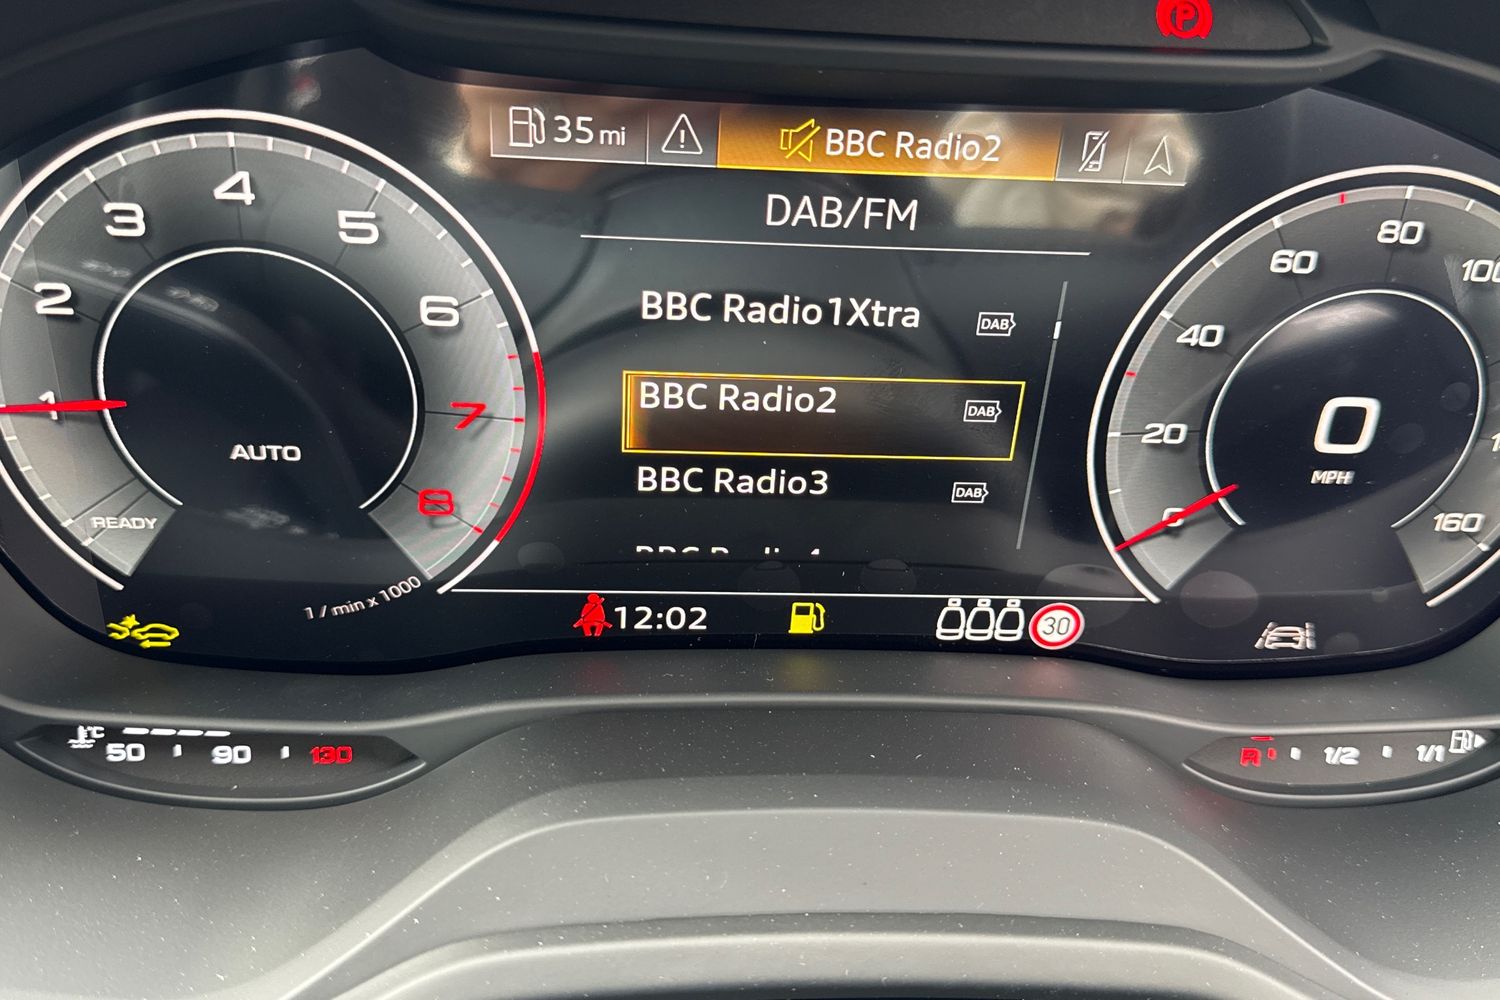 P
35 mi
BBC Radio2
DAB/FM
BBC Radio1Xtra DAB
BBC Radio2 DAB
BBC Radio3 DAB
1
2
3
4
5
6
7
8
AUTO
READY
1 / min x 1000
0
20
40
60
80
100
160
0
MPH
12:02
30
°C
50 90 130
R 1/2 1/1